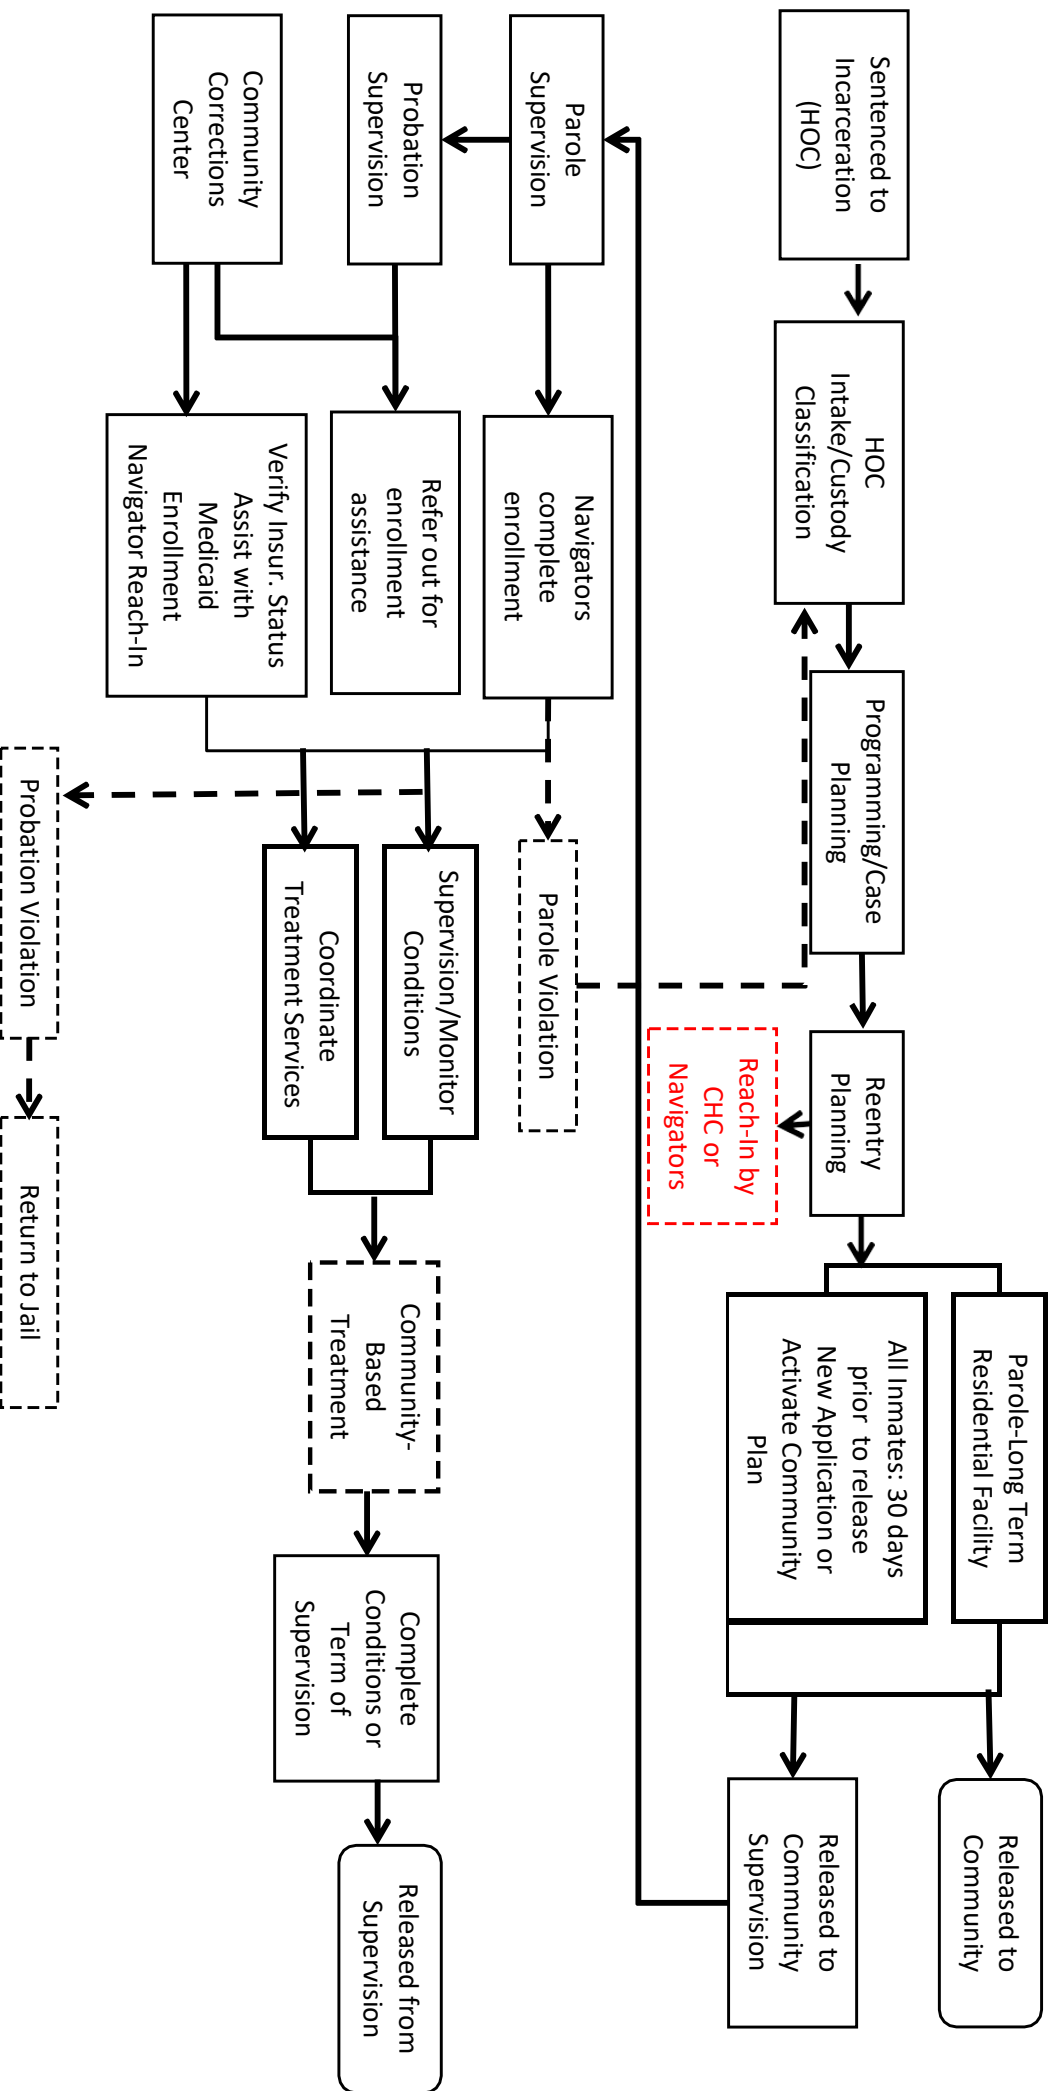 Sentenced to
Incarceration
(HOC)
HOC
Intake/Custody
Classification
Programming/Case
Planning
Reentry
Planning
Reach-In by
CHC or
Navigators
Parole-Long Term
Residential Facility
All Inmates: 30 days
prior to release
New Application or
Activate Community
Plan
Released to
Community
Released to
Community
Supervision
Parole
Supervision
Navigators
complete
enrollment
Parole Violation
Probation
Supervision
Refer out for
enrollment
assistance
Supervision/Monitor
Conditions
Coordinate
Treatment Services
Community-
Based
Treatment
Complete
Conditions or
Term of
Supervision
Released from
Supervision
Community
Corrections
Center
Verify Insur. Status
Assist with
Medicaid
Enrollment
Navigator Reach-In
Probation Violation
Return to Jail